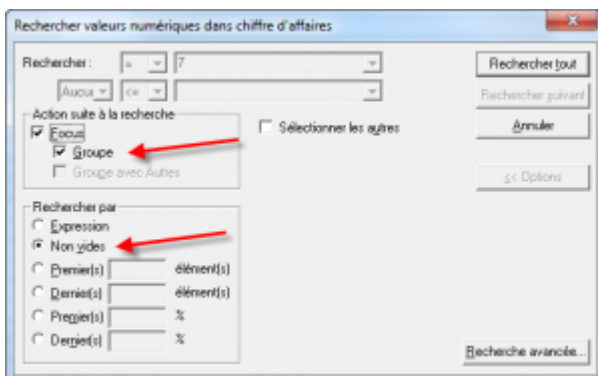 Rechercher valeurs numériques dans chiffre d'affaires
Rechercher : = 7
Aucun <=
Rechercher tout
Rechercher suivant
Annuler
<< Options
Action suite à la recherche
Focus
Groupe
Groupe avec Autres
Sélectionner les autres
Rechercher par
Expression
Non vides
Premier(s) élément(s)
Dernier(s) élément(s)
Premier(s) %
Dernier(s) %
Recherche avancée...